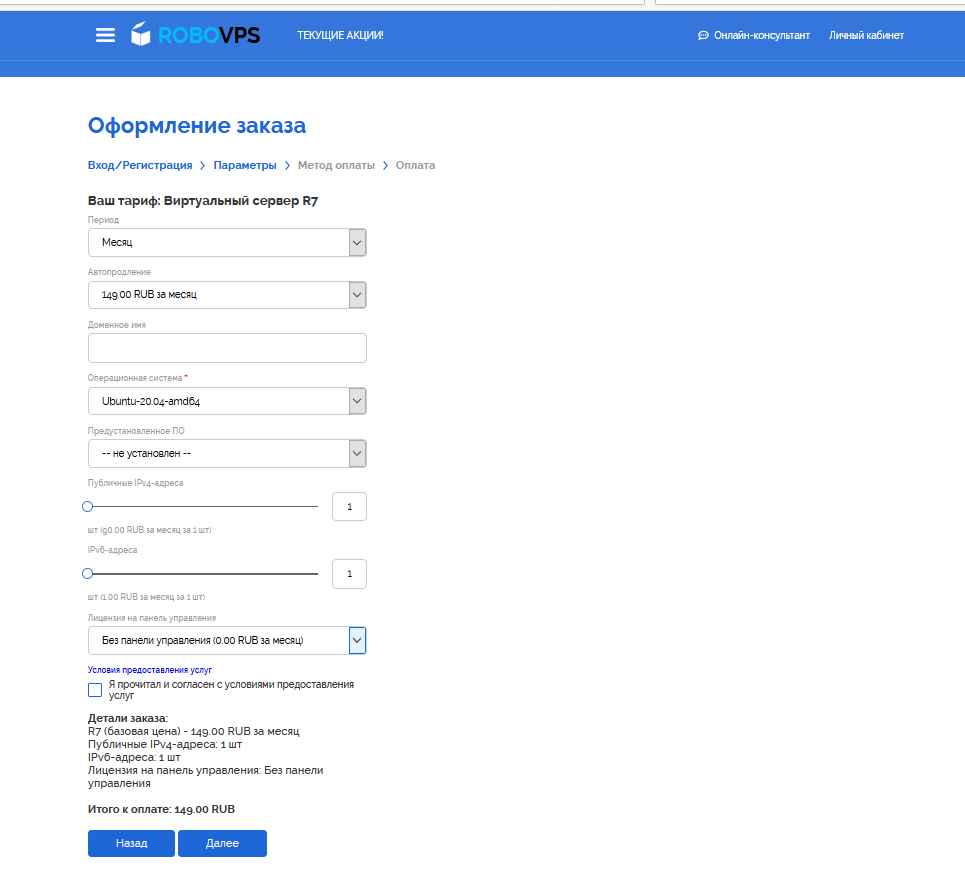 ROBOVPS ТЕКУЩИЕ АКЦИИ! Онлайн-консультант Личный кабинет
Оформление заказа
Вход/Регистрация > Параметры > Метод оплаты > Оплата
Ваш тариф: Виртуальный сервер R7
Период
Месяц
Автопродление
149.00 RUB за месяц
Доменное имя
Операционная система *
Ubuntu-20.04-amd64
Предустановленное ПО
-- не установлен --
Публичные IPv4-адреса
1
шт (90.00 RUB за месяц за 1 шт)
IPv6-адреса
1
шт (1.00 RUB за месяц за 1 шт)
Лицензия на панель управления
Без панели управления (0.00 RUB за месяц)
Условия предоставления услуг
Я прочитал и согласен с условиями предоставления
услуг
Детали заказа:
R7 (базовая цена) - 149.00 RUB за месяц
Публичные IPv4-адреса: 1 шт
IPv6-адреса: 1 шт
Лицензия на панель управления: Без панели
управления
Итого к оплате: 149.00 RUB
Назад Далее